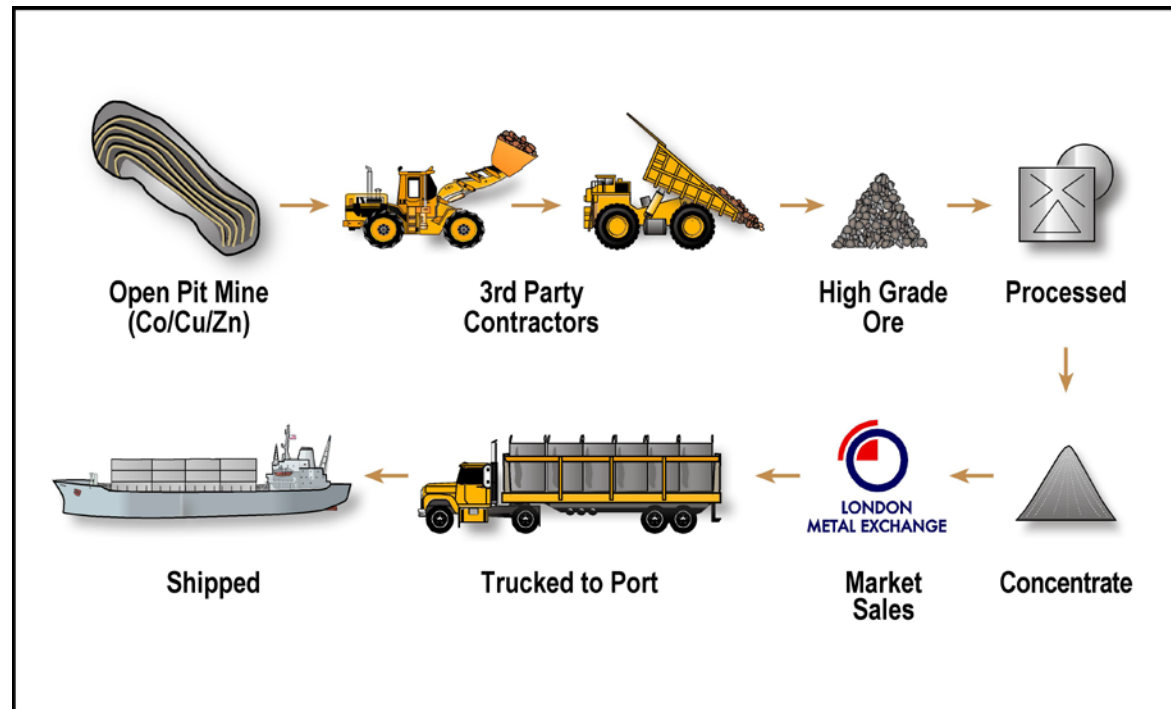 Open Pit Mine
(Co/Cu/Zn)
3rd Party
Contractors
High Grade
Ore
Processed
Shipped
Trucked to Port
LONDON
METAL EXCHANGE
Market
Sales
Concentrate